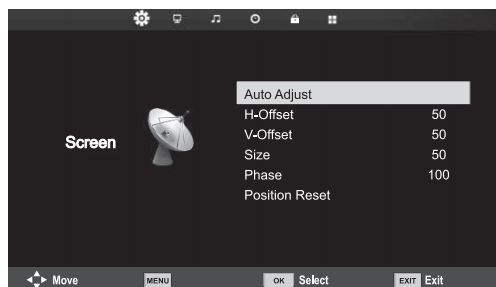 Screen
Auto Adjust
H-Offset 50
V-Offset 50
Size 50
Phase 100
Position Reset
Move MENU OK Select EXIT Exit